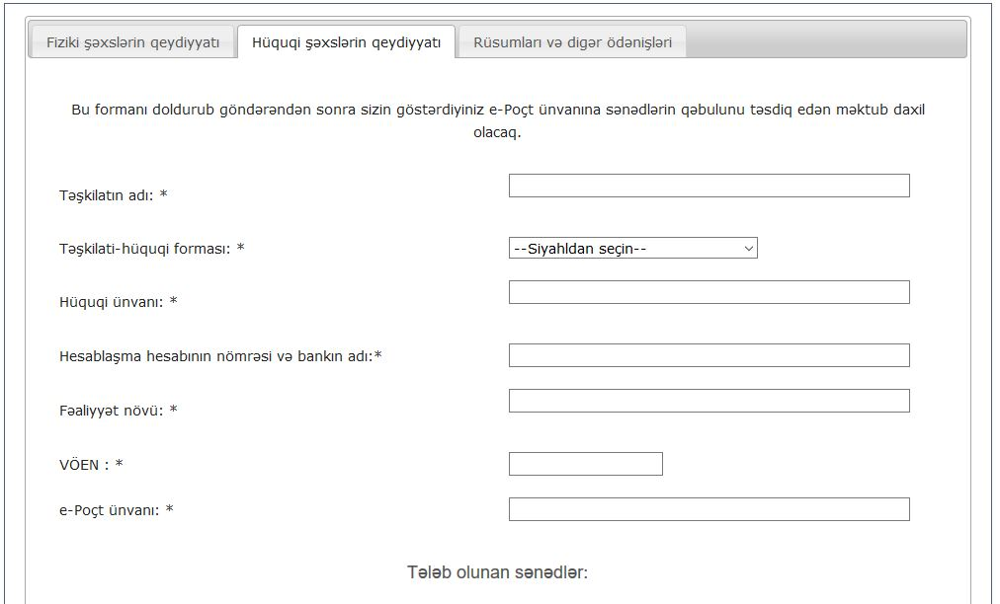 Fiziki şəxslərin qeydiyyatı
Hüquqi şəxslərin qeydiyyatı
Rüsumları və digər ödənişləri
Bu formanı doldurub göndərəndən sonra sizin göstərdiyiniz e-Poçt ünvanına sənədlərin qəbulunu təsdiq edən məktub daxil
olacaq.
Təşkilatın adı: *
Təşkilati-hüquqi forması: *
--Siyahldan seçin--
Hüquqi ünvanı: *
Hesablaşma hesabının nömrəsi və bankın adı:*
Fəaliyyət növü: *
VÖEN : *
e-Poçt ünvanı: *
Tələb olunan sənədlər: